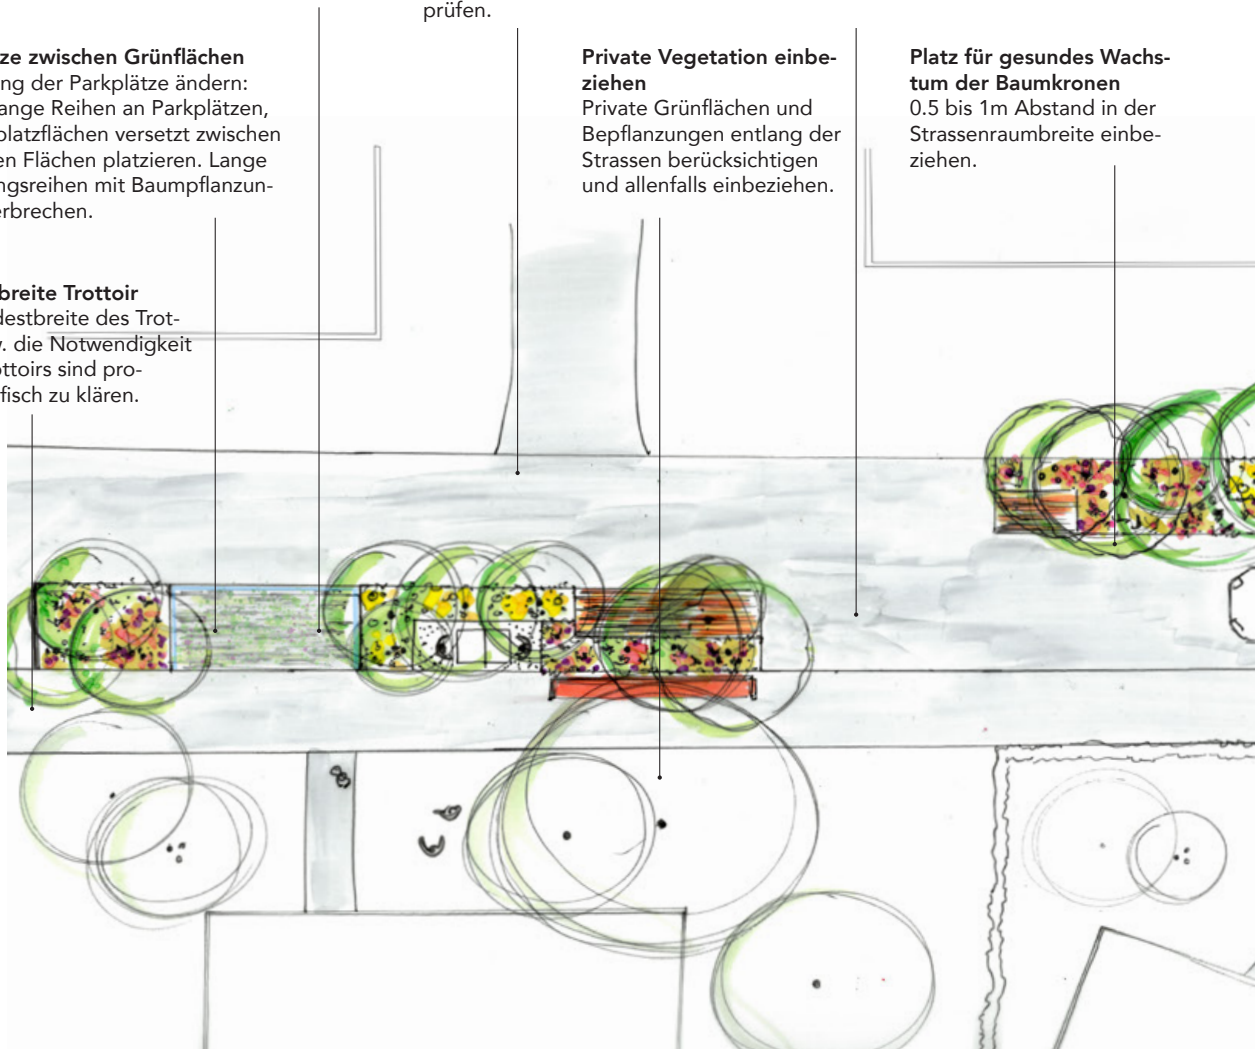 prüfen.
ze zwischen Grünflächen
ng der Parkplätze ändern:
ange Reihen an Parkplätzen,
platzflächen versetzt zwischen
en Flächen platzieren. Lange
ngsreihen mit Baumpflanzun-
erbrechen.
breite Trottoir
destbreite des Trot-
. die Notwendigkeit
ottoirs sind pro-
fisch zu klären.
Private Vegetation einbe-
ziehen
Private Grünflächen und
Bepflanzungen entlang der
Strassen berücksichtigen
und allenfalls einbeziehen.
Platz für gesundes Wachs-
tum der Baumkronen
0.5 bis 1m Abstand in der
Strassenraumbreite einbe-
ziehen.